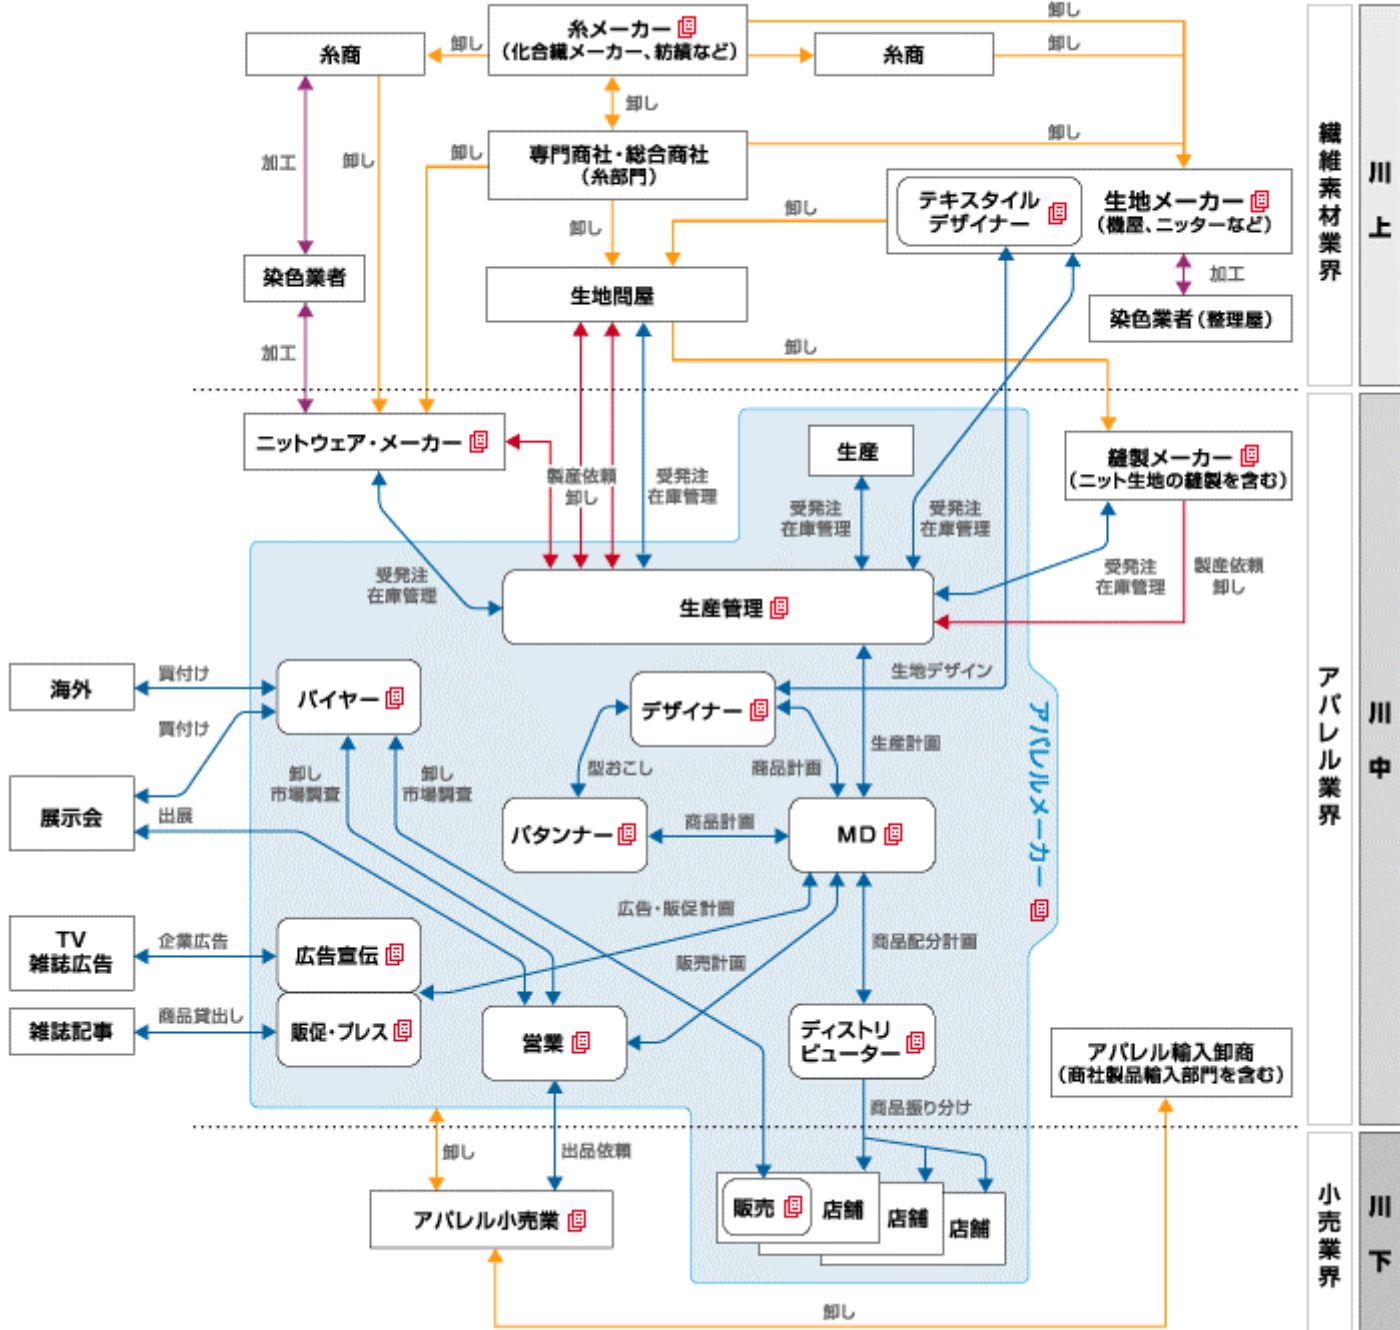 卸し
糸メーカー
(化合繊メーカー、紡績など)
糸商
卸し
糸商
卸し
卸し
専門商社・総合商社
(糸部門)
卸し
卸し
加工
卸し
テキスタイル
デザイナー
生地メーカー
(機屋、ニッターなど)
卸し
卸し
染色業者
生地問屋
加工
染色業者(整理屋)
加工
卸し
繊維素材業界
川上
ニットウェア・メーカー
製産依頼
卸し
受発注
在庫管理
生産
受発注
在庫管理
受発注
在庫管理
縫製メーカー
(ニット生地の縫製を含む)
受発注
在庫管理
生産管理
受発注
在庫管理
製産依頼
卸し
海外
買付け
バイヤー
デザイナー
生地デザイン
買付け
展示会
出展
卸し
市場調査
卸し
市場調査
型おこし
商品計画
生産計画
パタンナー
商品計画
MD
アパレルメーカー
アパレル業界
川中
広告・販促計画
TV
雑誌広告
企業広告
広告宣伝
販売計画
商品配分計画
雑誌記事
商品貸出し
販促・プレス
営業
ディストリ
ビューター
アパレル輸入卸商
(商社製品輸入部門を含む)
商品振り分け
卸し
出品依頼
アパレル小売業
販売
店舗
店舗
店舗
卸し
小売業界
川下